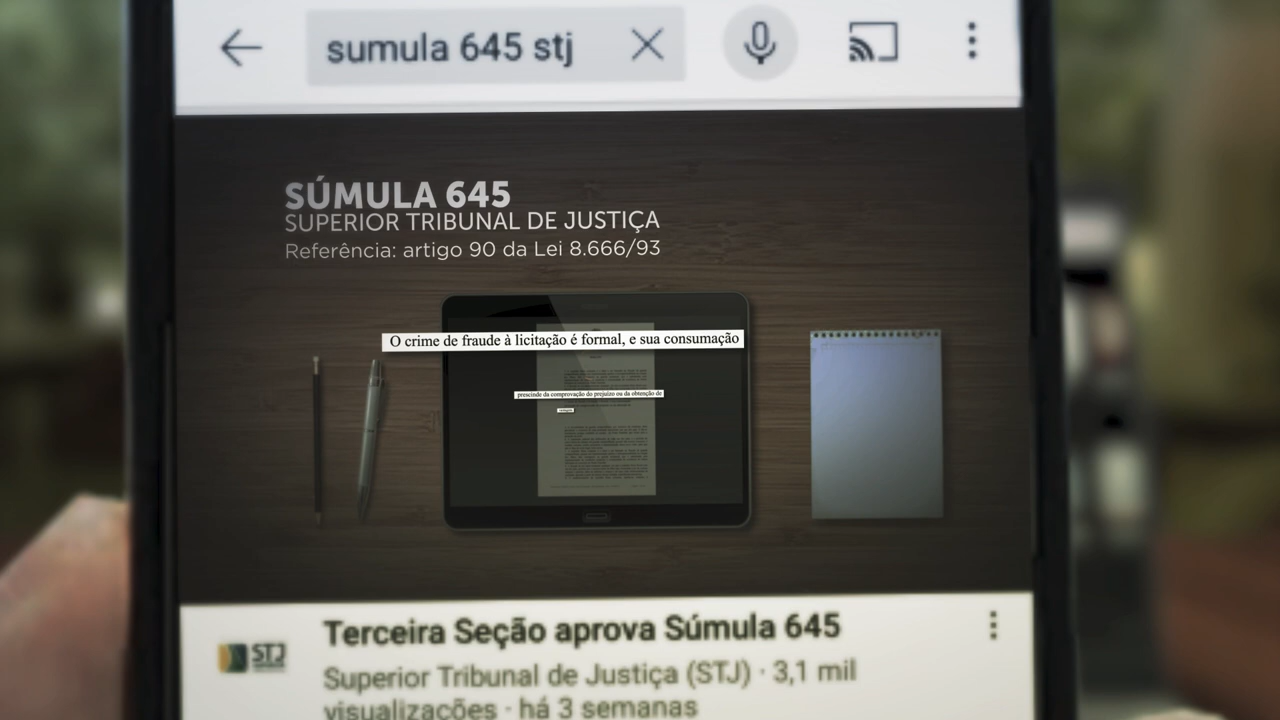 sumula 645 stj
SÚMULA 645
SUPERIOR TRIBUNAL DE JUSTIÇA
Referência: artigo 90 da Lei 8.666/93
O crime de fraude à licitação é formal, e sua consumação
prescinde da comprovação do prejuízo ou da obtenção de
vantagem
Terceira Seção aprova Súmula 645
STJ
Superior Tribunal de Justiça (STJ) · 3,1 mil
visualizações · há 3 semanas